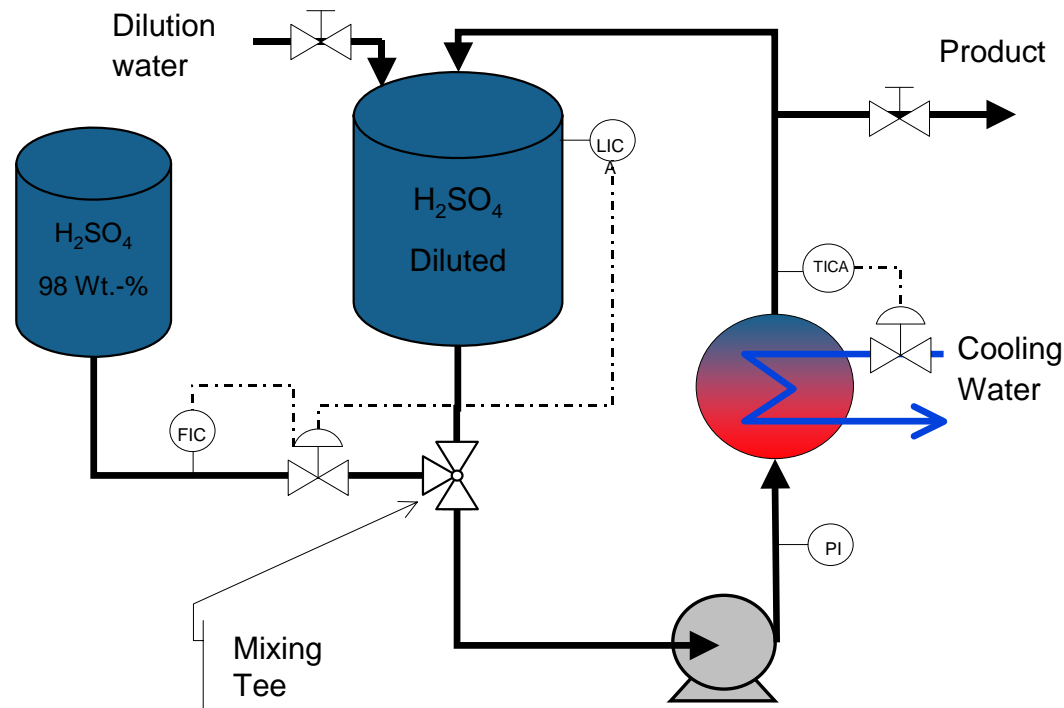 Dilution
water
Product
LIC
A
H₂SO₄
Diluted
H₂SO₄
98 Wt.-%
TICA
Cooling
Water
FIC
PI
Mixing
Tee